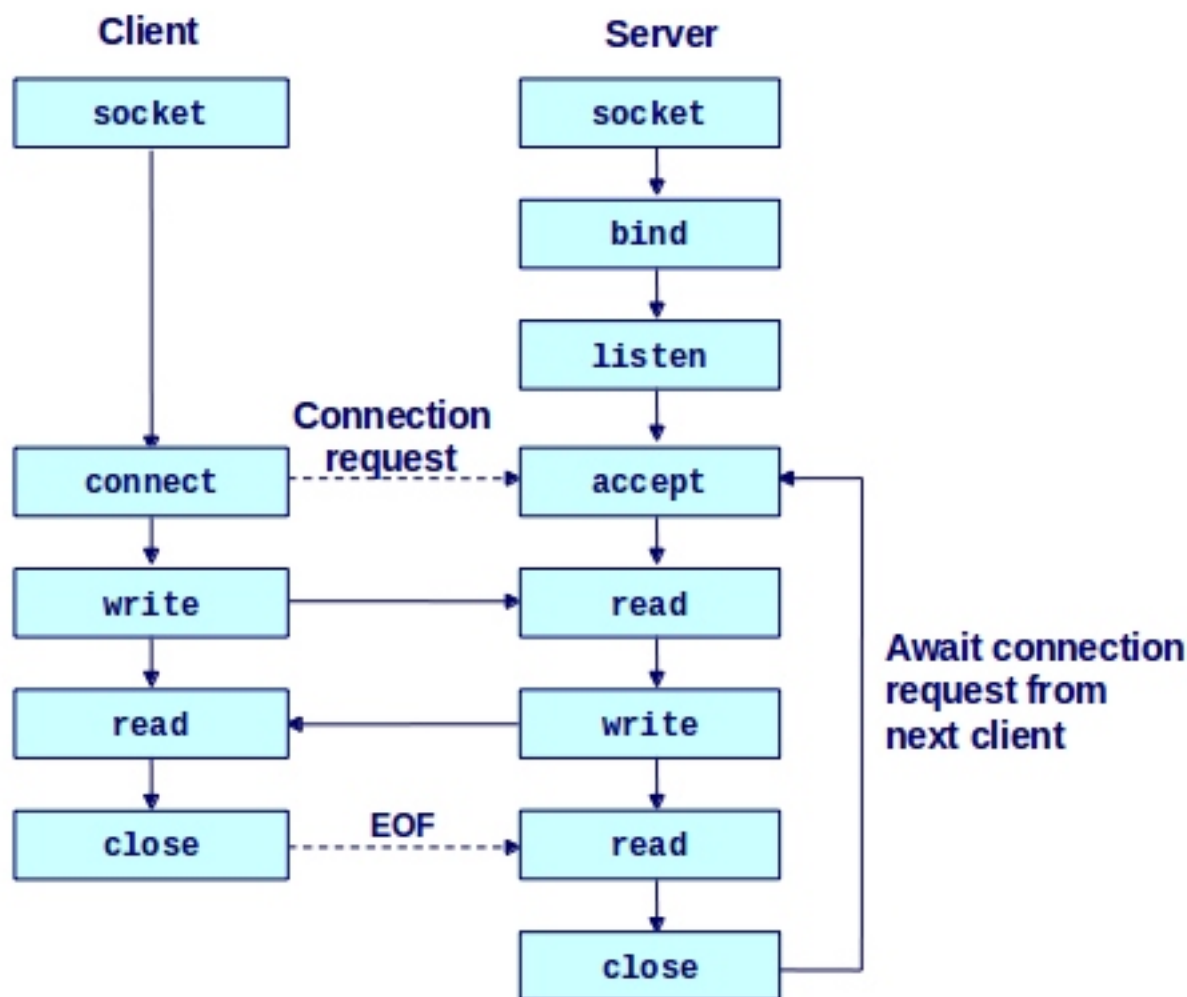 Client
Server
socket
socket
bind
listen
Connection
request
connect
accept
write
read
Await connection
request from
next client
read
write
close
EOF
read
close